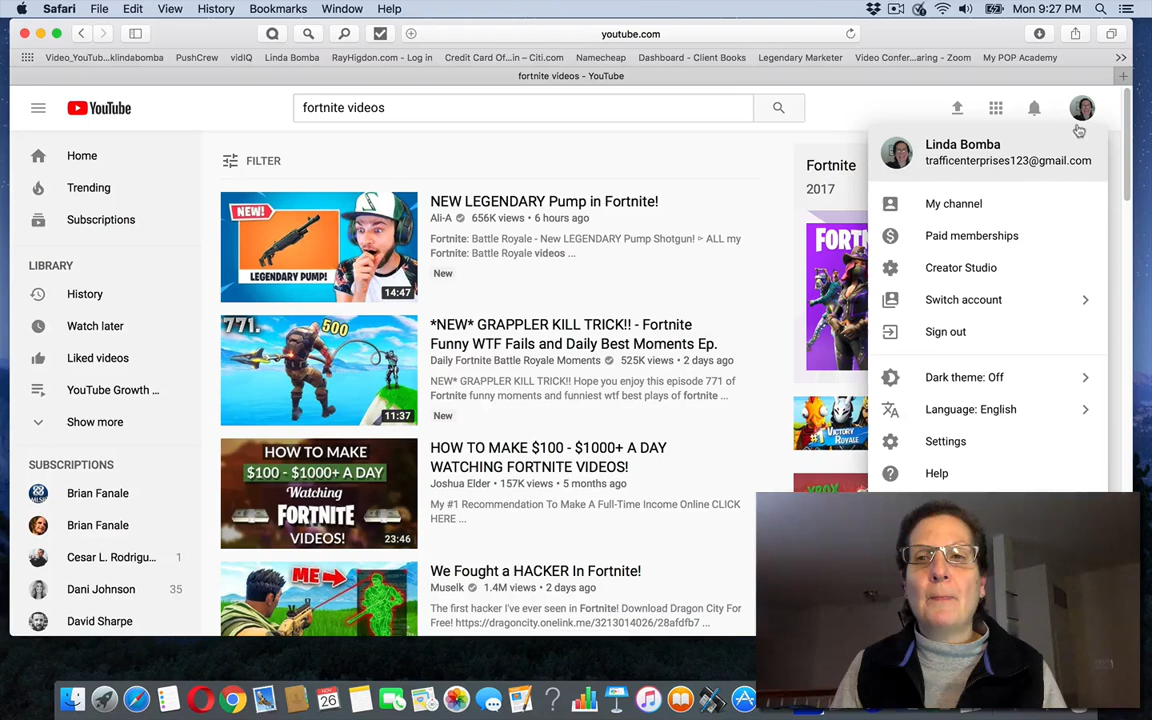 Safari File Edit View History Bookmarks Window Help Mon 9:27 PM
youtube.com
Video_YouTub...klindabomba PushCrew vidIQ Linda Bomba RayHigdon.com - Log in Credit Card Of...in - Citi.com Namecheap Dashboard - Client Books Legendary Marketer Video Confer...aring - Zoom My POP Academy >>
fortnite videos - YouTube
YouTube
fortnite videos
Home
Trending
Subscriptions
LIBRARY
History
Watch later
Liked videos
YouTube Growth ...
Show more
SUBSCRIPTIONS
Brian Fanale
Brian Fanale
Cesar L. Rodrigu... 1
Dani Johnson 35
David Sharpe
FILTER
NEW!
LEGENDARY PUMP!
14:47
NEW LEGENDARY Pump in Fortnite!
Ali-A 656K views • 6 hours ago
Fortnite: Battle Royale - New LEGENDARY Pump Shotgun! ▻ ALL my
Fortnite: Battle Royale videos ...
New
771.
500
11:37
*NEW* GRAPPLER KILL TRICK!! - Fortnite
Funny WTF Fails and Daily Best Moments Ep.
Daily Fortnite Battle Royale Moments 525K views • 2 days ago
NEW* GRAPPLER KILL TRICK!! Hope you enjoy this episode 771 of
Fortnite funny moments and funniest wtf best plays of fortnite ...
New
HOW TO MAKE
$100 - $1000+ A DAY
Watching
FORTNITE
VIDEOS!
23:46
HOW TO MAKE $100 - $1000+ A DAY
WATCHING FORTNITE VIDEOS!
Joshua Elder • 157K views • 5 months ago
My #1 Recommendation To Make A Full-Time Income Online CLICK
HERE ...
ME
We Fought a HACKER In Fortnite!
Muselk 1.4M views • 2 days ago
The first hacker I've ever seen in Fortnite! Download Dragon City For
Free! https://dragoncity.onelink.me/3213014026/28afdfb7 ...
Fortnite
2017
FORTN
#1 VICTORY
ROYALE
XBOX
Linda Bomba
trafficenterprises123@gmail.com
My channel
Paid memberships
Creator Studio
Switch account
Sign out
Dark theme: Off
Language: English
Settings
Help
NOV
26